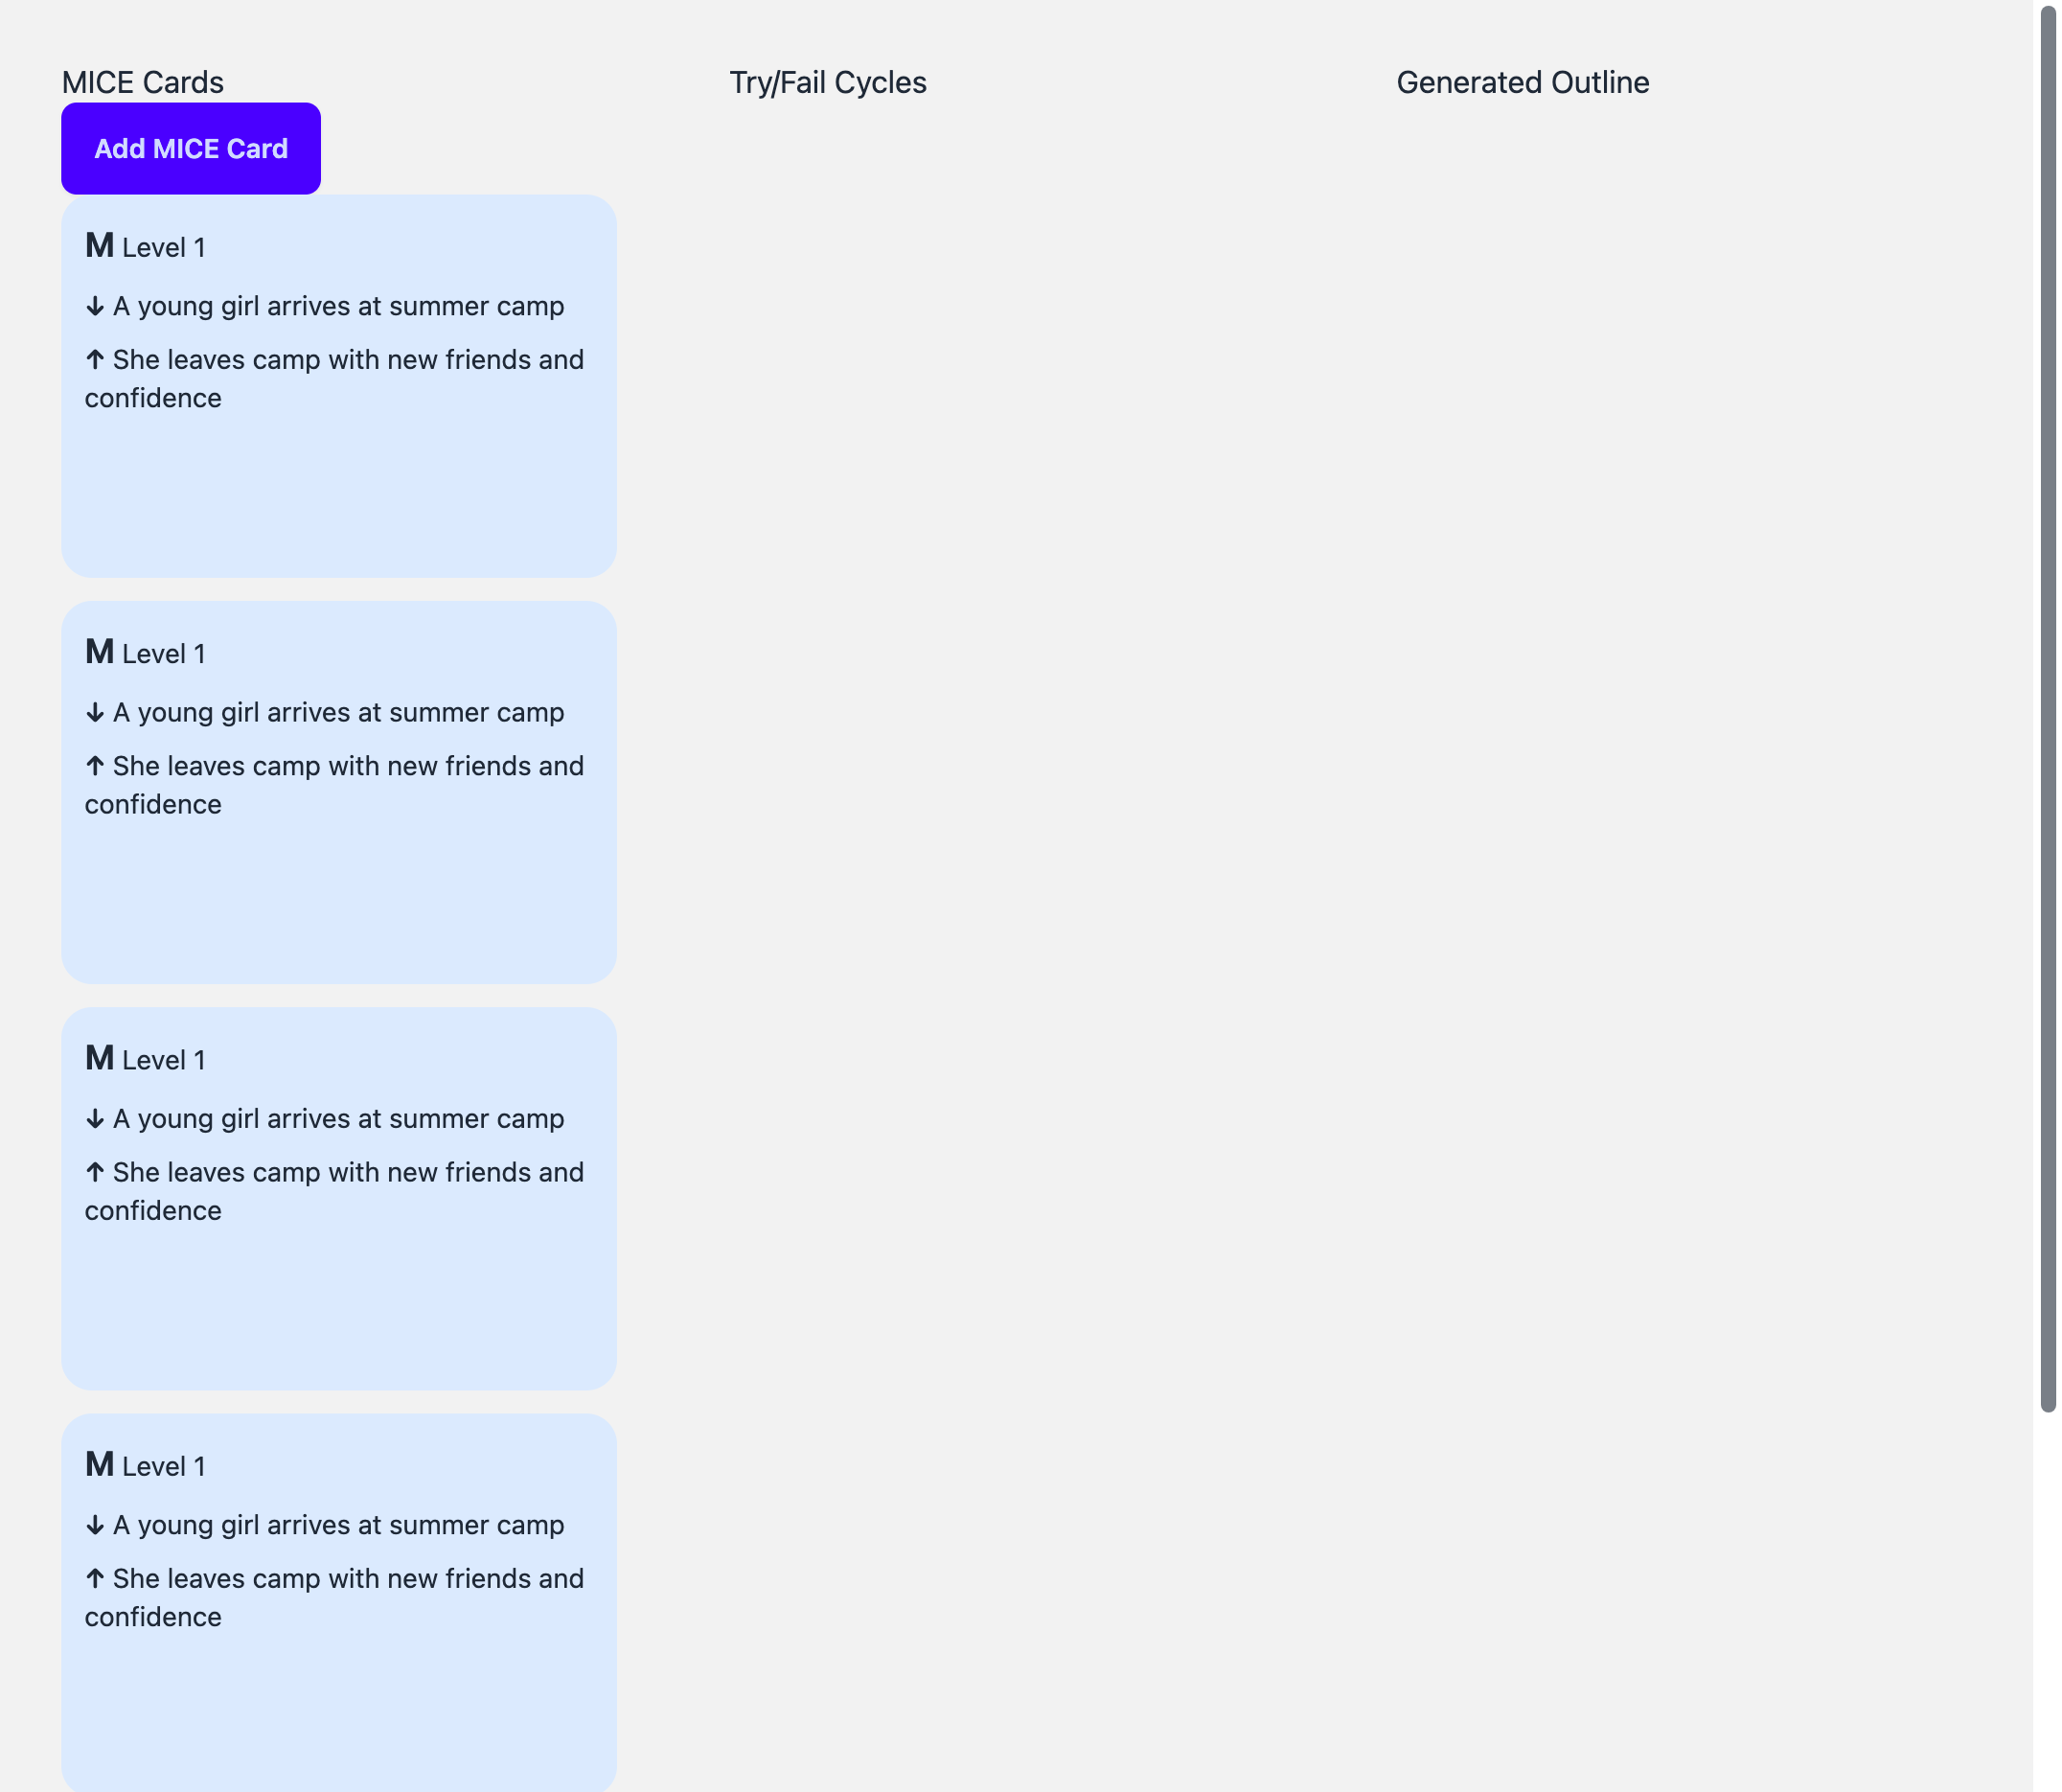 MICE Cards
Try/Fail Cycles
Generated Outline
Add MICE Card
M Level 1
↓ A young girl arrives at summer camp
↑ She leaves camp with new friends and
confidence
M Level 1
↓ A young girl arrives at summer camp
↑ She leaves camp with new friends and
confidence
M Level 1
↓ A young girl arrives at summer camp
↑ She leaves camp with new friends and
confidence
M Level 1
↓ A young girl arrives at summer camp
↑ She leaves camp with new friends and
confidence